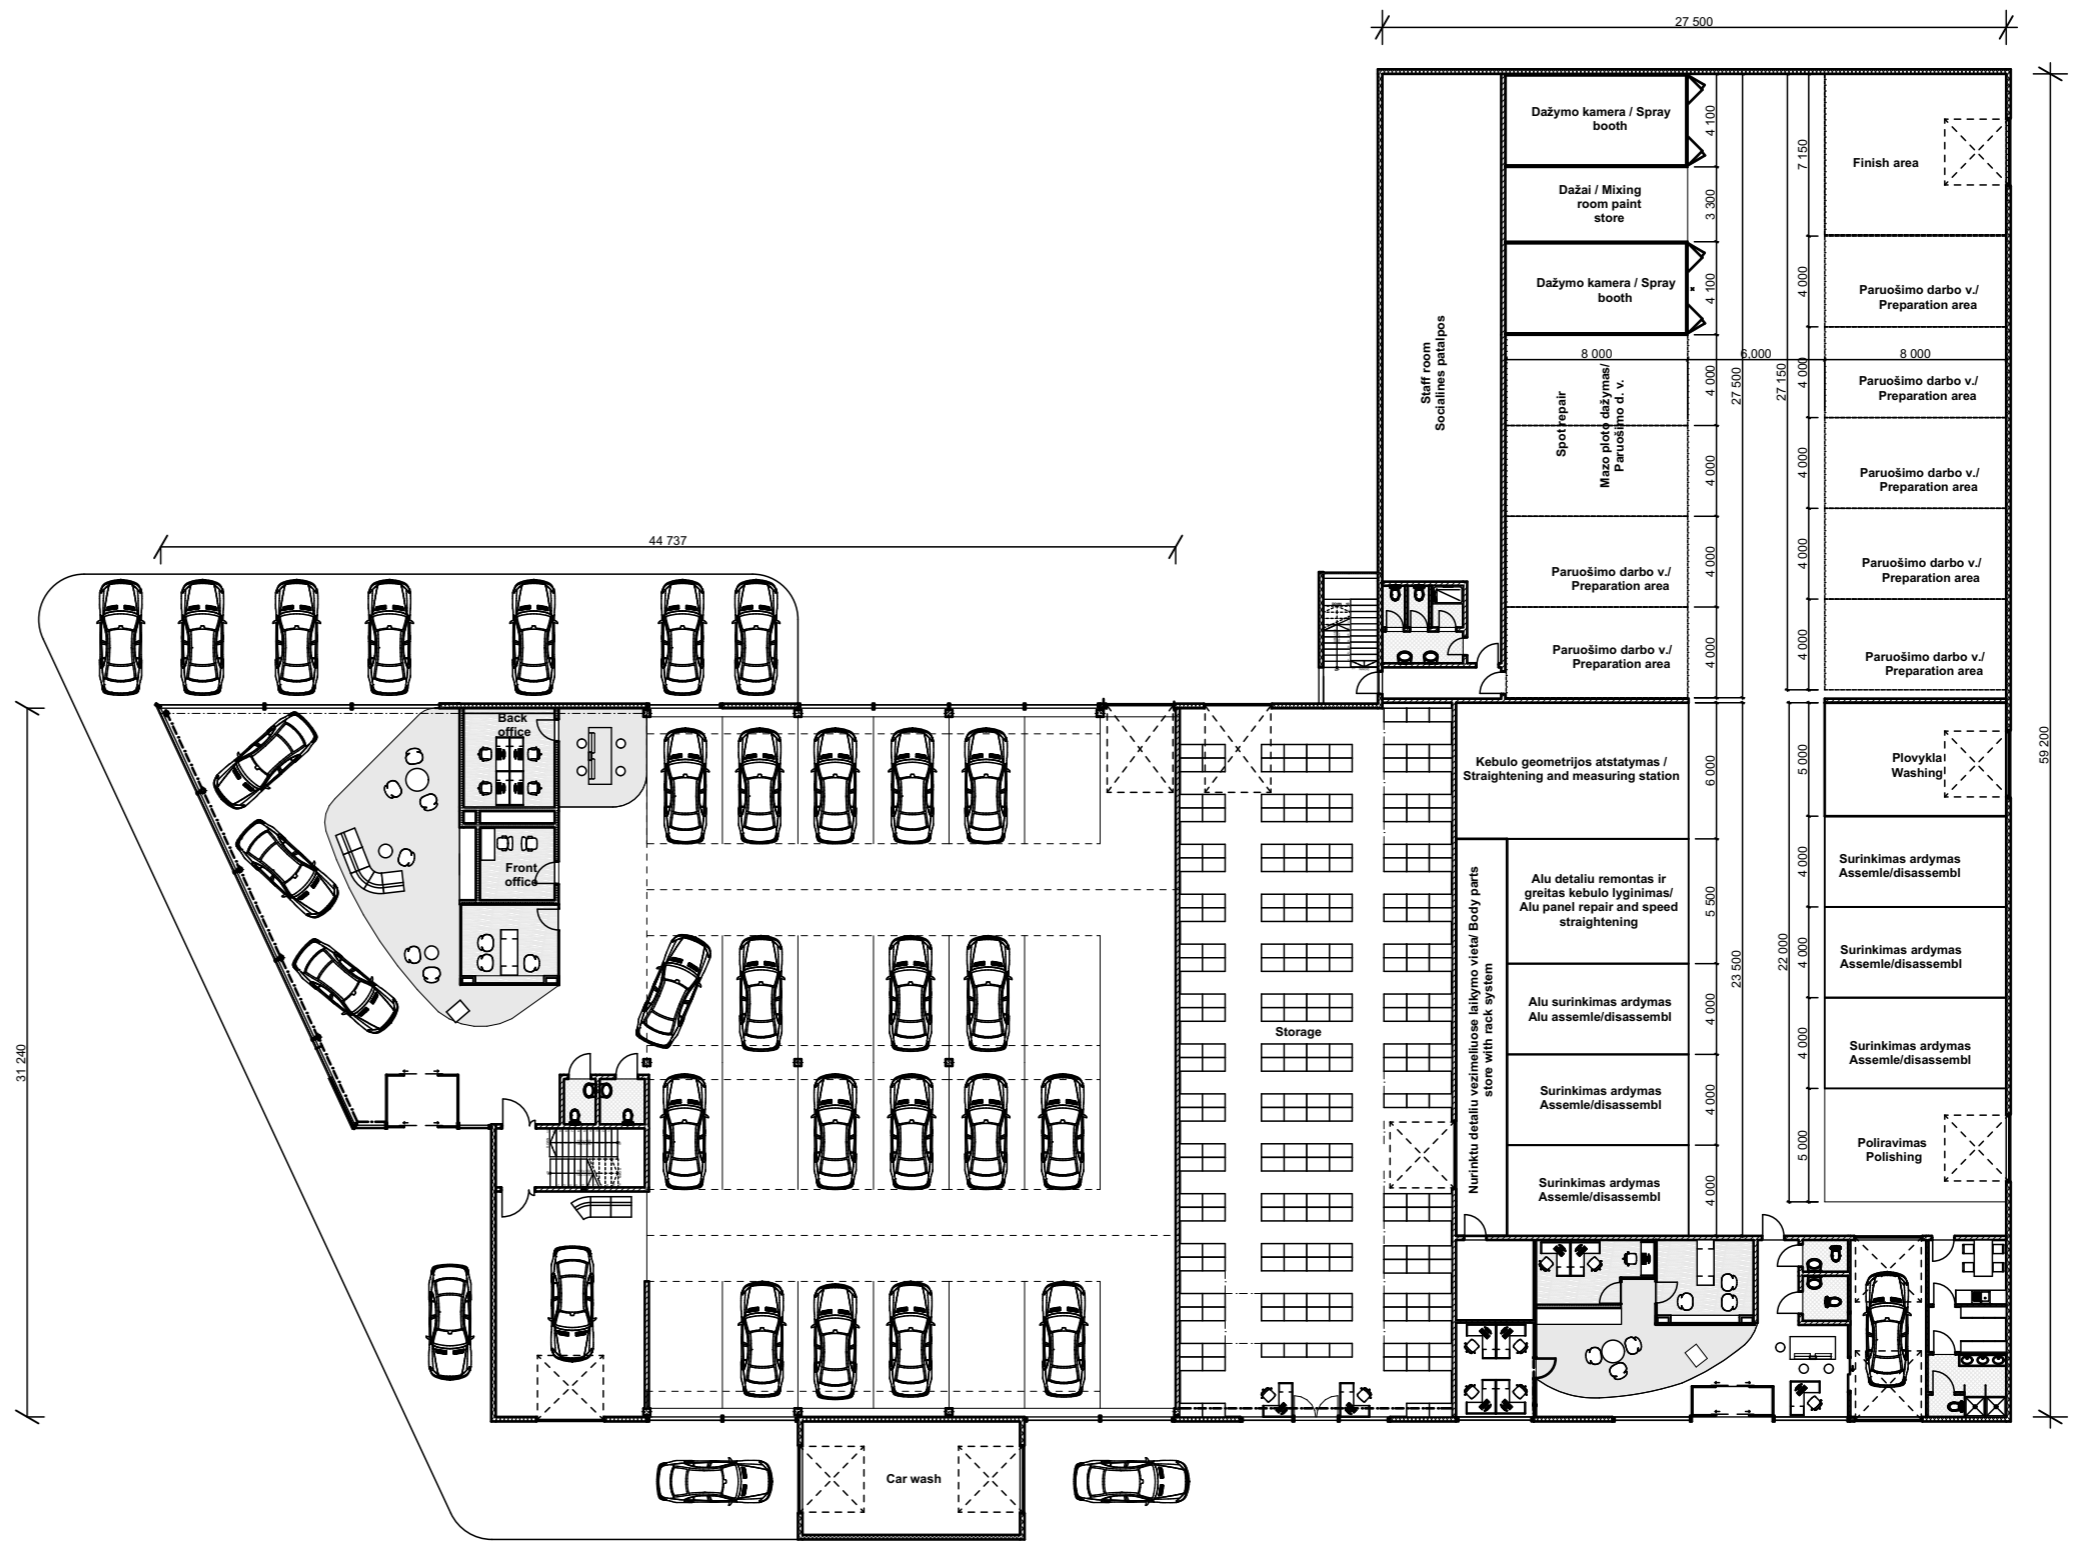 27 500
Dažymo kamera / Spray
booth
4 100
7 150
Finish area
Dažai / Mixing
room paint
store
3 300
Dažymo kamera / Spray
booth
4 100
4 000
Paruošimo darbo v./
Preparation area
Staff room
Socialines patalpos
8 000
6,000
8 000
Spot repair
Mazo ploto dažymas/
Paruošimo d. v.
4 000
27 500
27 150
4 000
Paruošimo darbo v./
Preparation area
4 000
4 000
Paruošimo darbo v./
Preparation area
44 737
Paruošimo darbo v./
Preparation area
4 000
4 000
Paruošimo darbo v./
Preparation area
Paruošimo darbo v./
Preparation area
4 000
4 000
Paruošimo darbo v./
Preparation area
59 200
Back
office
Kebulo geometrijos atstatymas /
Straightening and measuring station
6 000
5 000
Plovykla
Washing
Front
office
Nurinktu detaliu vezimeliuose laikymo vieta/ Body parts
store with rack system
Alu detaliu remontas ir
greitas kebulo lyginimas/
Alu panel repair and speed
straightening
5 500
4 000
Surinkimas ardymas
Assemle/disassembl
23 500
22 000
4 000
Surinkimas ardymas
Assemle/disassembl
31 240
Storage
Alu surinkimas ardymas
Alu assemle/disassembl
4 000
4 000
Surinkimas ardymas
Assemle/disassembl
Surinkimas ardymas
Assemle/disassembl
4 000
5 000
Poliravimas
Polishing
Surinkimas ardymas
Assemle/disassembl
4 000
Car wash